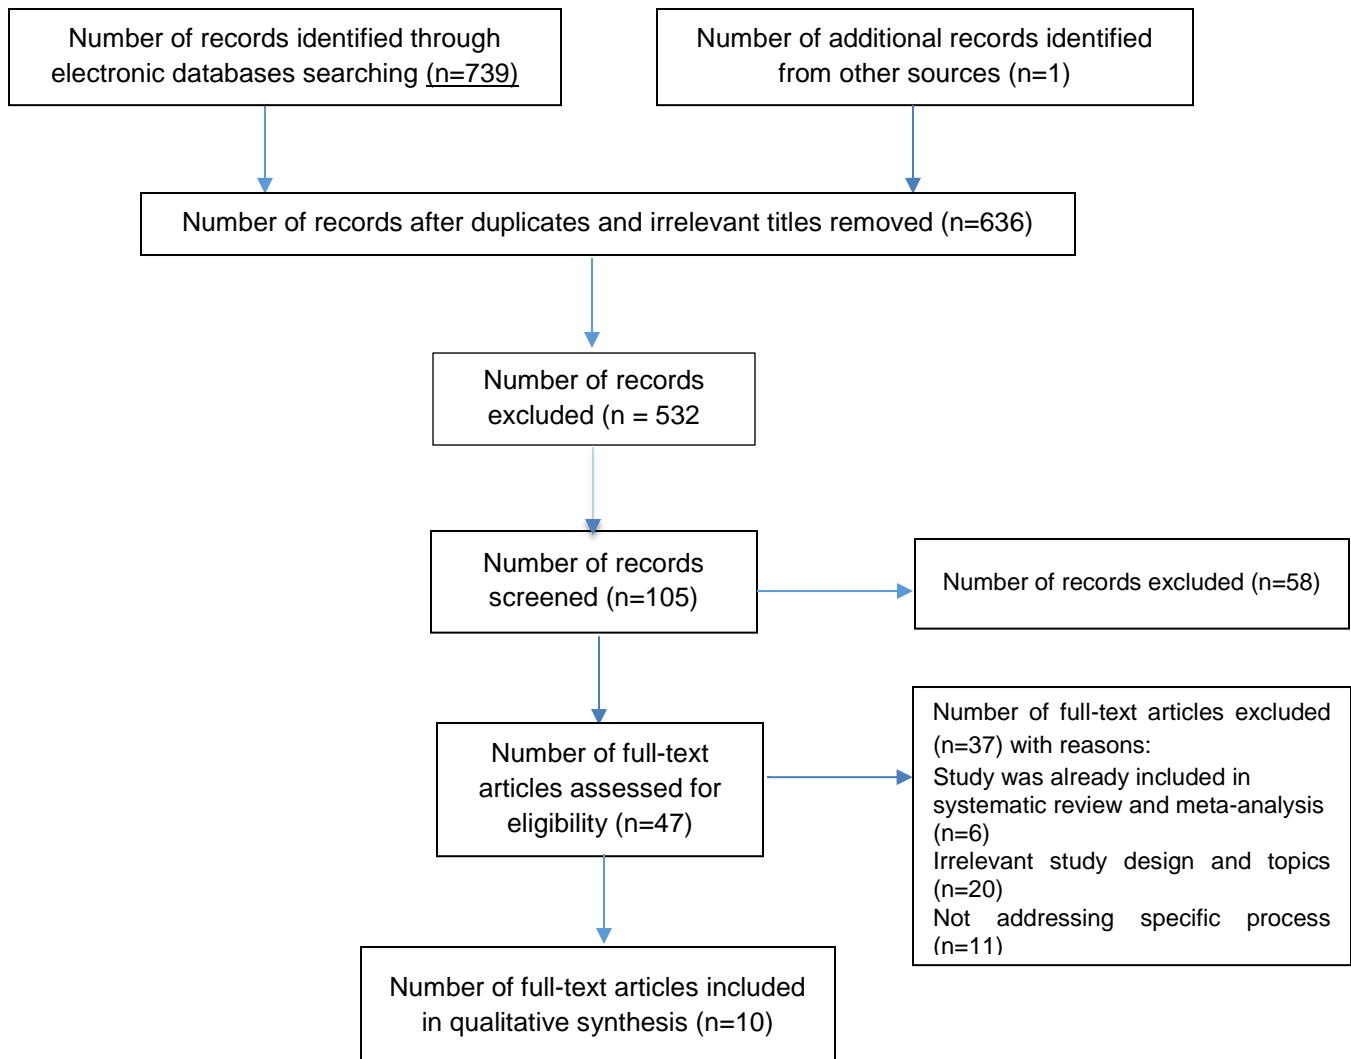 Number of records identified through
electronic databases searching (n=739)
Number of additional records identified
from other sources (n=1)
Number of records after duplicates and irrelevant titles removed (n=636)
Number of records
excluded (n = 532
Number of records
screened (n=105)
Number of records excluded (n=58)
Number of full-text
articles assessed for
eligibility (n=47)
Number of full-text articles excluded
(n=37) with reasons:
Study was already included in
systematic review and meta-analysis
(n=6)
Irrelevant study design and topics
(n=20)
Not addressing specific process
(n=11)
Number of full-text articles included
in qualitative synthesis (n=10)